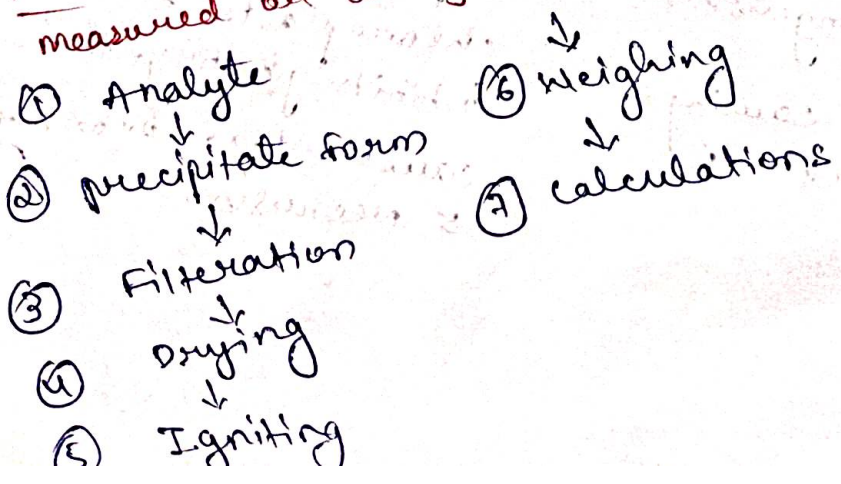 measured
① Analyte
↓
② precipitate form
↓
③ Filteration
↓
④ Drying
↓
⑤ Igniting
↓
⑥ Weighing
↓
⑦ calculations